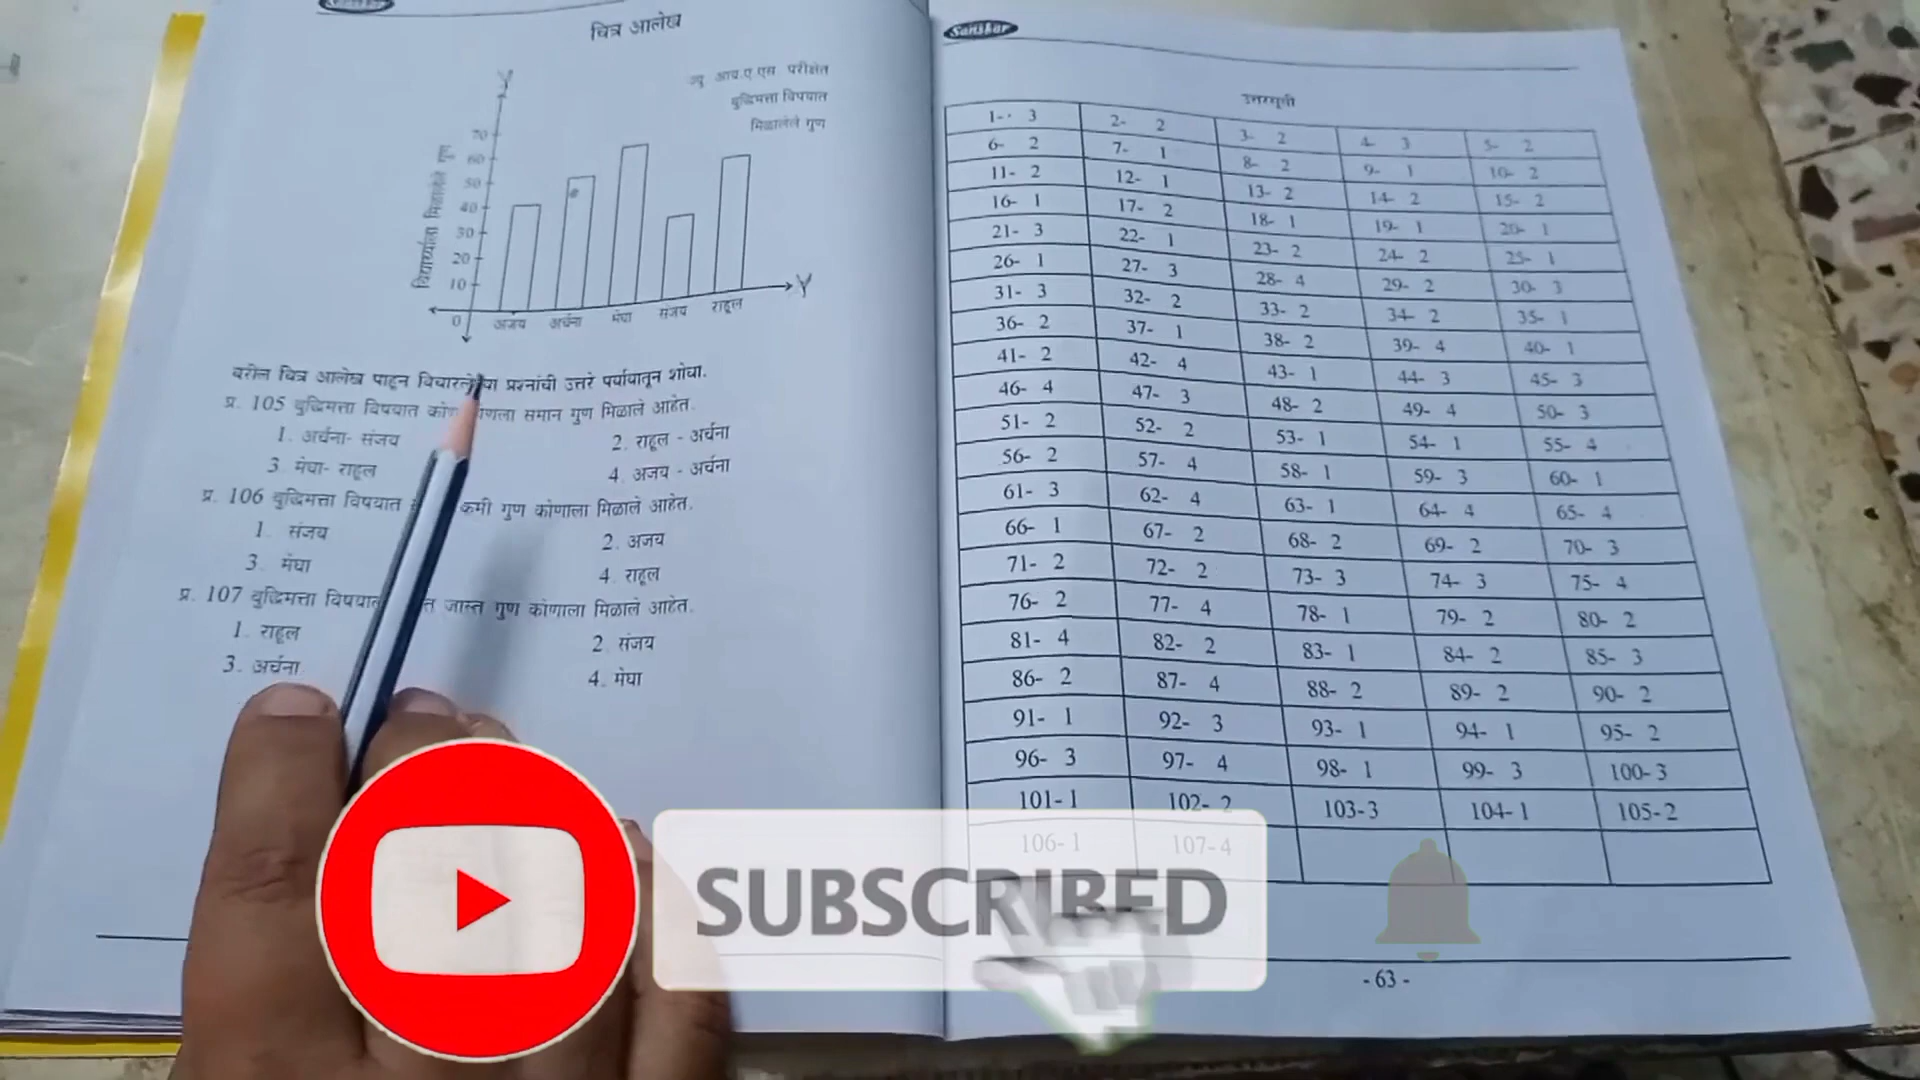 चित्र आलेख
न्यु आय.ए.एस परीक्षेत
बुद्धिमत्ता विषयात
मिळालेले गुण
Y
70
60
50
40
30
20
10
0
विद्यार्थ्याला मिळालेले गुण
अजय अर्चना मेघा संजय राहूल
Y
वरील चित्र आलेख पाहून प्रश्नांची उत्तरे पर्यायातून शोधा.
प्र. 105 बुद्धिमत्ता विषयात समान गुण मिळाले आहेत.
1. अर्चना- संजय 2. राहूल - अर्चना
3. मेघा- राहूल 4. अजय - अर्चना
प्र. 106 बुद्धिमत्ता विषयात कमी गुण कोणाला मिळाले आहेत.
1. संजय 2. अजय
3. मेघा 4. राहूल
प्र. 107 बुद्धिमत्ता विषयात जास्त गुण कोणाला मिळाले आहेत.
1. राहूल 2. संजय
3. अर्चना 4. मेघा
Sanskar
उत्तरसूची
1- 3 2- 2 3- 2 4- 3 5- 2
6- 2 7- 1 8- 2 9- 1 10- 2
11- 2 12- 1 13- 2 14- 2 15- 2
16- 1 17- 2 18- 1 19- 1 20- 1
21- 3 22- 1 23- 2 24- 2 25- 1
26- 1 27- 3 28- 4 29- 2 30- 3
31- 3 32- 2 33- 2 34- 2 35- 1
36- 2 37- 1 38- 2 39- 4 40- 1
41- 2 42- 4 43- 1 44- 3 45- 3
46- 4 47- 3 48- 2 49- 4 50- 3
51- 2 52- 2 53- 1 54- 1 55- 4
56- 2 57- 4 58- 1 59- 3 60- 1
61- 3 62- 4 63- 1 64- 4 65- 4
66- 1 67- 2 68- 2 69- 2 70- 3
71- 2 72- 2 73- 3 74- 3 75- 4
76- 2 77- 4 78- 1 79- 2 80- 2
81- 4 82- 2 83- 1 84- 2 85- 3
86- 2 87- 4 88- 2 89- 2 90- 2
91- 1 92- 3 93- 1 94- 1 95- 2
96- 3 97- 4 98- 1 99- 3 100-3
101-1 102-2 103-3 104-1 105-2
106-1 107-4
SUBSCRIBED
-63-